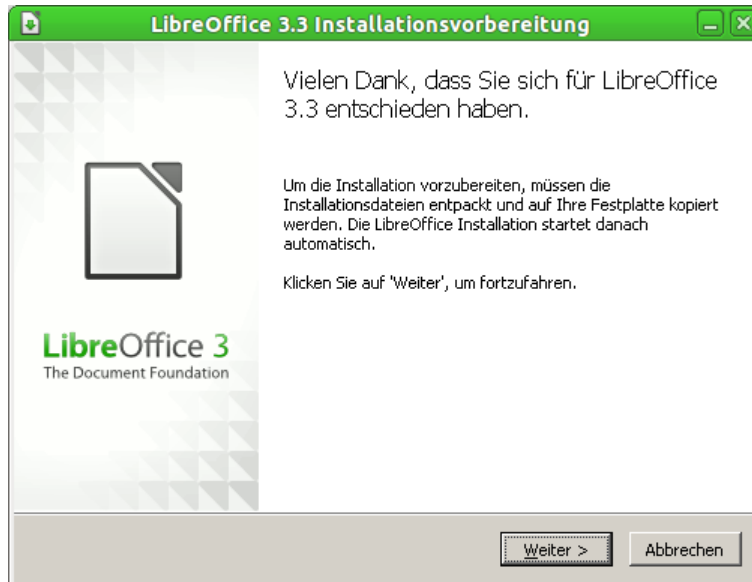 LibreOffice 3.3 Installationsvorbereitung
Vielen Dank, dass Sie sich für LibreOffice
3.3 entschieden haben.
Um die Installation vorzubereiten, müssen die
Installationsdateien entpackt und auf Ihre Festplatte kopiert
werden. Die LibreOffice Installation startet danach
automatisch.
Klicken Sie auf 'Weiter', um fortzufahren.
LibreOffice 3
The Document Foundation
Weiter >
Abbrechen